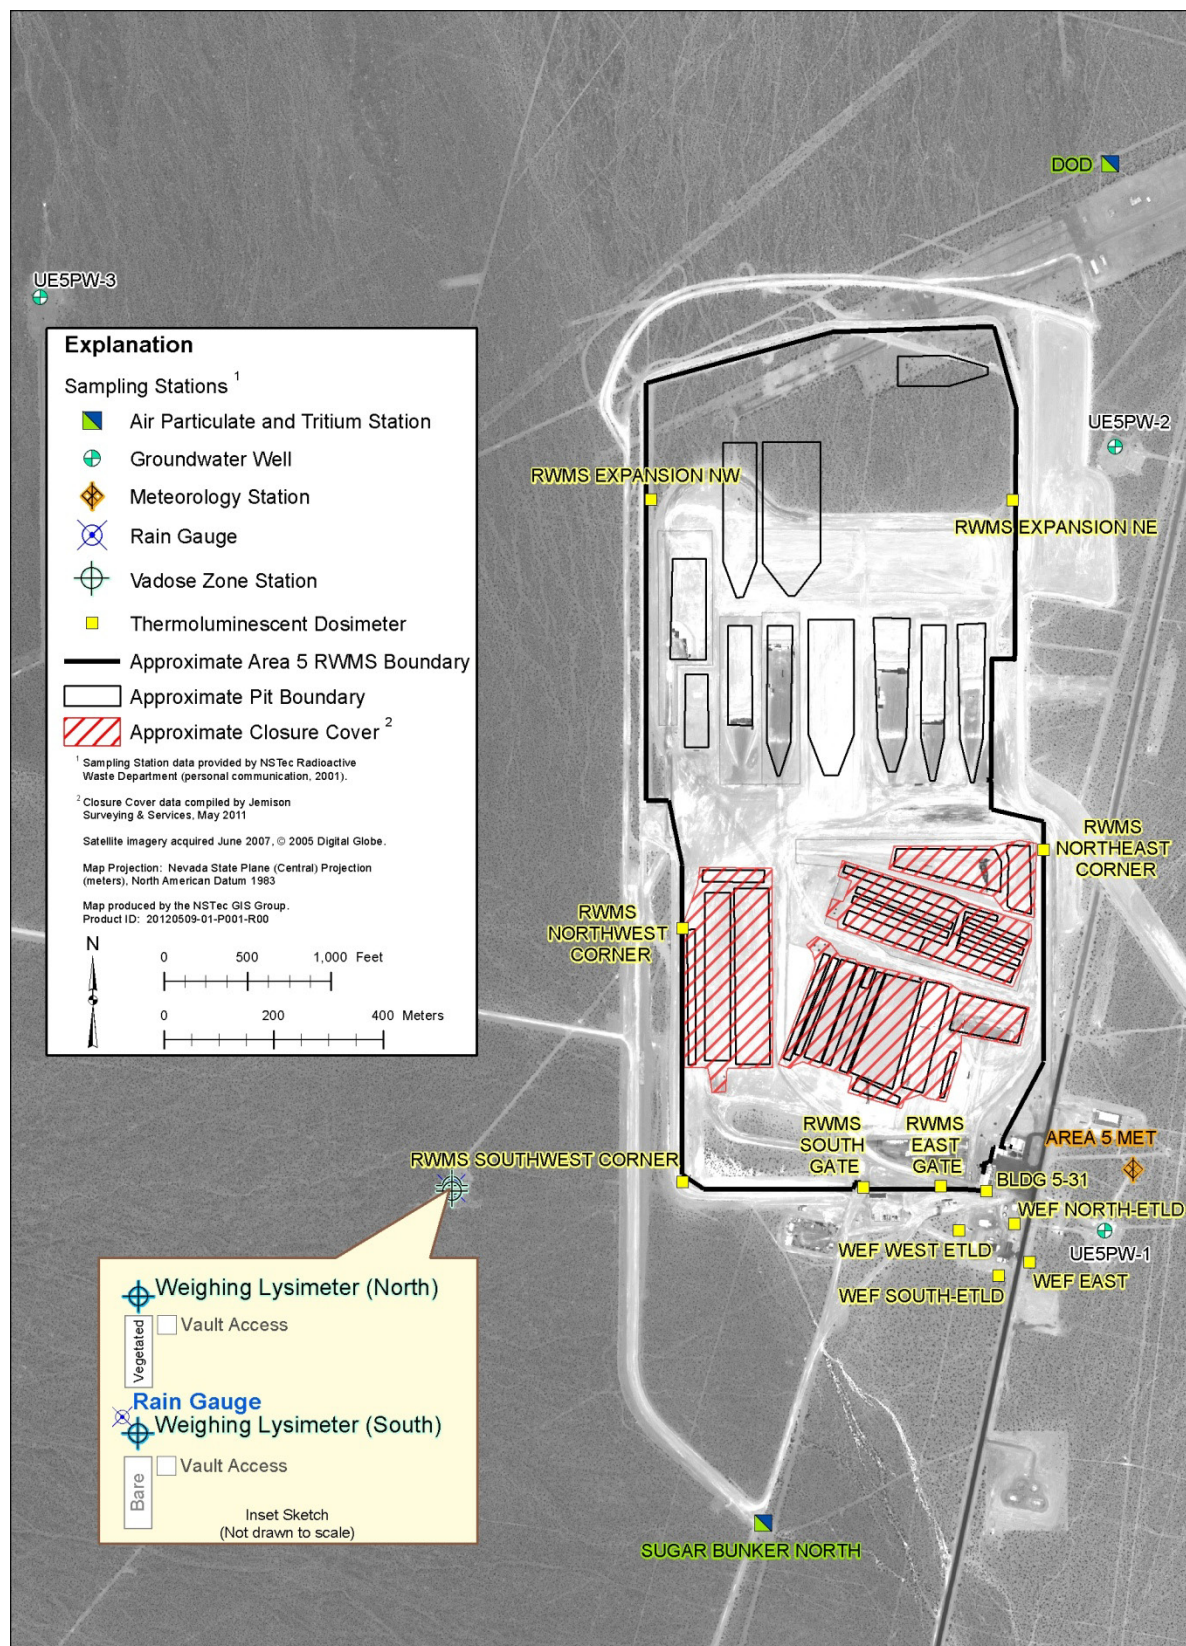 DOD
UE5PW-3
Explanation
Sampling Stations 1
Air Particulate and Tritium Station
Groundwater Well
Meteorology Station
Rain Gauge
Vadose Zone Station
Thermoluminescent Dosimeter
Approximate Area 5 RWMS Boundary
Approximate Pit Boundary
Approximate Closure Cover 2
1 Sampling Station data provided by NSTec Radioactive
Waste Department (personal communication, 2001).
2 Closure Cover data compiled by Jemison
Surveying & Services, May 2011
Satellite imagery acquired June 2007, © 2005 Digital Globe.
Map Projection: Nevada State Plane (Central) Projection
(meters), North American Datum 1983
Map produced by the NSTec GIS Group.
Product ID: 20120509-01-P001-R00
N
0 500 1,000 Feet
0 200 400 Meters
UE5PW-2
RWMS EXPANSION NW
RWMS EXPANSION NE
RWMS
NORTHEAST
CORNER
RWMS
NORTHWEST
CORNER
RWMS
SOUTH
GATE
RWMS
EAST
GATE
AREA 5 MET
RWMS SOUTHWEST CORNER
BLDG 5-31
WEF NORTH-ETLD
WEF WEST ETLD
UE5PW-1
WEF EAST
WEF SOUTH-ETLD
Weighing Lysimeter (North)
Vault Access
Vegetated
Rain Gauge
Weighing Lysimeter (South)
Vault Access
Bare
Inset Sketch
(Not drawn to scale)
SUGAR BUNKER NORTH